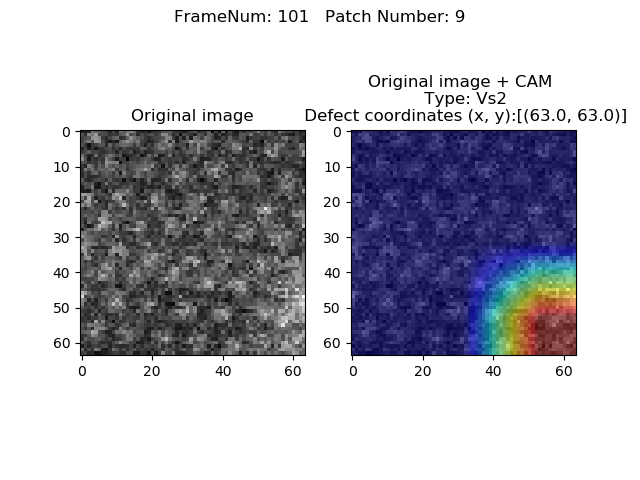 FrameNum: 101   Patch Number: 9
Original image
Original image + CAM
Type: Vs2
Defect coordinates (x, y):[(63.0, 63.0)]
0
10
20
30
40
50
60
0 20 40 60
0
10
20
30
40
50
60
0 20 40 60